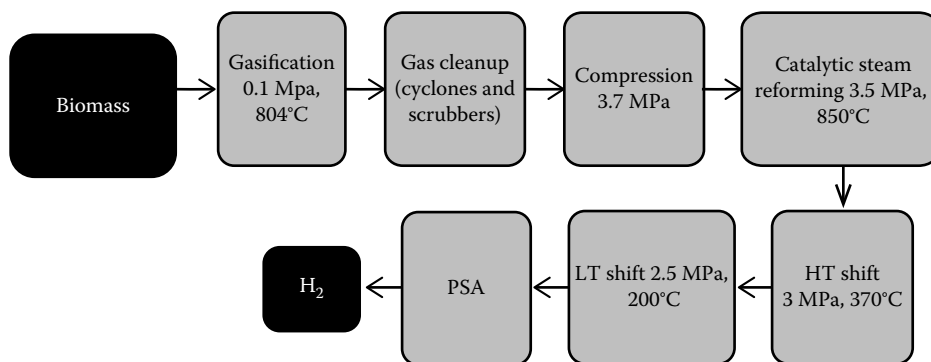 Biomass
Gasification
0.1 Mpa,
804°C
Gas cleanup
(cyclones and
scrubbers)
Compression
3.7 MPa
Catalytic steam
reforming 3.5 MPa,
850°C
HT shift
3 MPa, 370°C
LT shift 2.5 MPa,
200°C
PSA
H₂